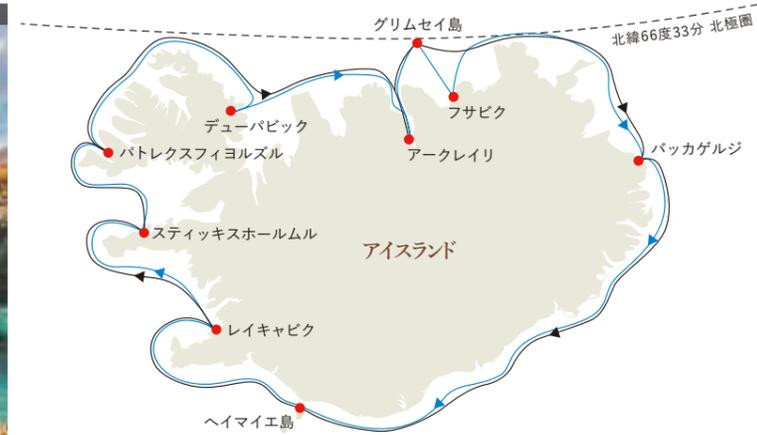 グリムセイ島
北緯66度33分 北極圏
デューパビック
フサビク
パトレクスフィヨルズル
アークレイリ
バッカゲルジ
スティッキスホールムル
アイスランド
レイキャビク
ヘイマイエ島